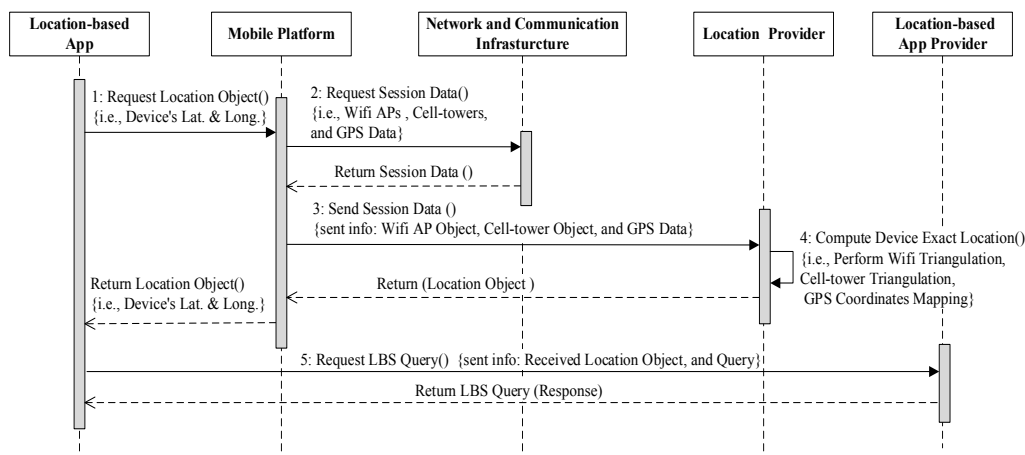 Location-based
App
Mobile Platform
Network and Communication
Infrasturcture
Location Provider
Location-based
App Provider
1: Request Location Object()
{i.e., Device's Lat. & Long.}
2: Request Session Data()
{i.e., Wifi APs , Cell-towers,
and GPS Data}
Return Session Data ()
3: Send Session Data ()
{sent info: Wifi AP Object, Cell-tower Object, and GPS Data}
4: Compute Device Exact Location()
{i.e., Perform Wifi Triangulation,
Cell-tower Triangulation,
GPS Coordinates Mapping}
Return Location Object()
{i.e., Device's Lat. & Long.}
Return (Location Object )
5: Request LBS Query() {sent info: Received Location Object, and Query}
Return LBS Query (Response)